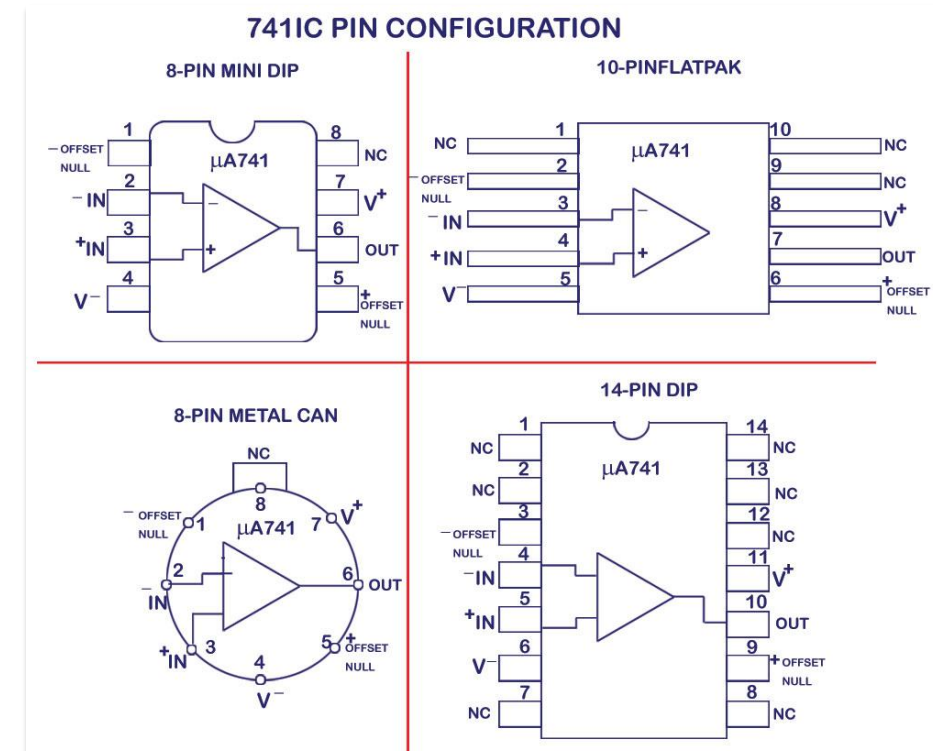 741IC PIN CONFIGURATION
8-PIN MINI DIP
1
8
− OFFSET
NULL
NC
μA741
2
7
− IN
−
V+
3
6
+IN
+
OUT
4
5
V−
+
OFFSET
NULL
10-PINFLATPAK
1
10
NC
NC
μA741
2
9
− OFFSET
NULL
NC
3
8
− IN
−
V+
4
7
+ IN
+
OUT
5
6
V−
+
OFFSET
NULL
8-PIN METAL CAN
NC
8
− OFFSET
NULL
1
μA741
7
V+
2
6
OUT
−
IN
+IN
3
4
5
+
OFFSET
NULL
V−
14-PIN DIP
1
14
NC
NC
μA741
2
13
NC
NC
3
12
− OFFSET
NULL
NC
4
11
−IN
V+
5
10
+IN
OUT
6
9
V−
+ OFFSET
NULL
7
8
NC
NC